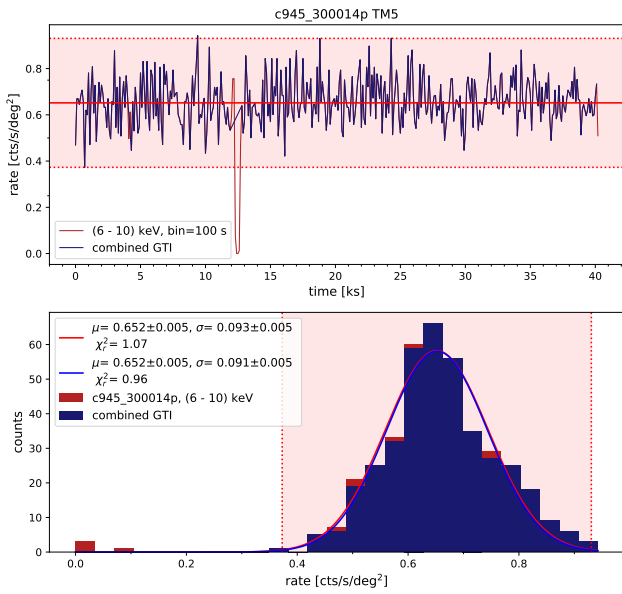 c945_300014p TM5
rate [cts/s/deg²]
0.8
0.6
0.4
0.2
0.0
(6 - 10) keV, bin=100 s
combined GTI
0 5 10 15 20 25 30 35 40
time [ks]
μ= 0.652±0.005, σ= 0.093±0.005
χ²ᵣ= 1.07
μ= 0.652±0.005, σ= 0.091±0.005
χ²ᵣ= 0.96
c945_300014p, (6 - 10) keV
combined GTI
counts
60
50
40
30
20
10
0
0.0 0.2 0.4 0.6 0.8
rate [cts/s/deg²]